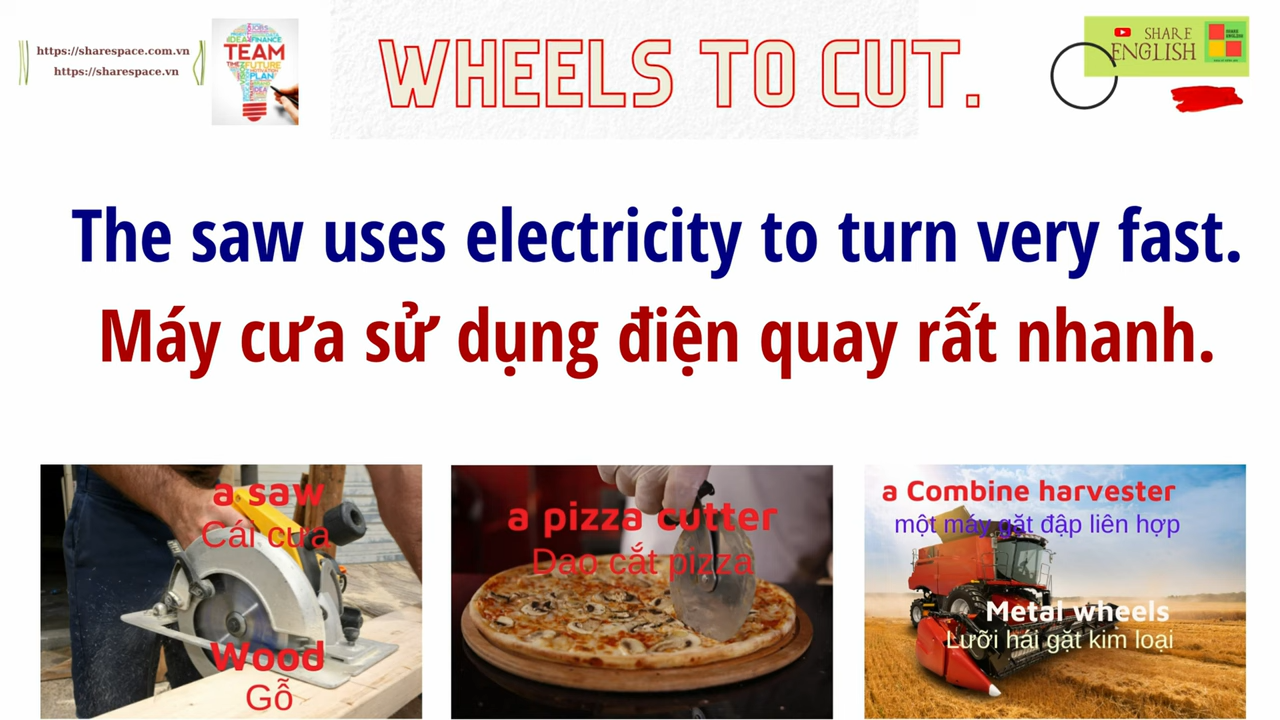 https://sharespace.com.vn
https://sharespace.vn
IDEA FINANCE
TEAM
TIME FUTURE
PLAN
IDEA
WHEELS TO CUT.
SHARE
ENGLISH
The saw uses electricity to turn very fast.
Máy cưa sử dụng điện quay rất nhanh.
a saw
Cái cưa
Wood
Gỗ
a pizza cutter
Dao cắt pizza
a Combine harvester
một máy gặt đập liên hợp
Metal wheels
Lưỡi hái gặt kim loại